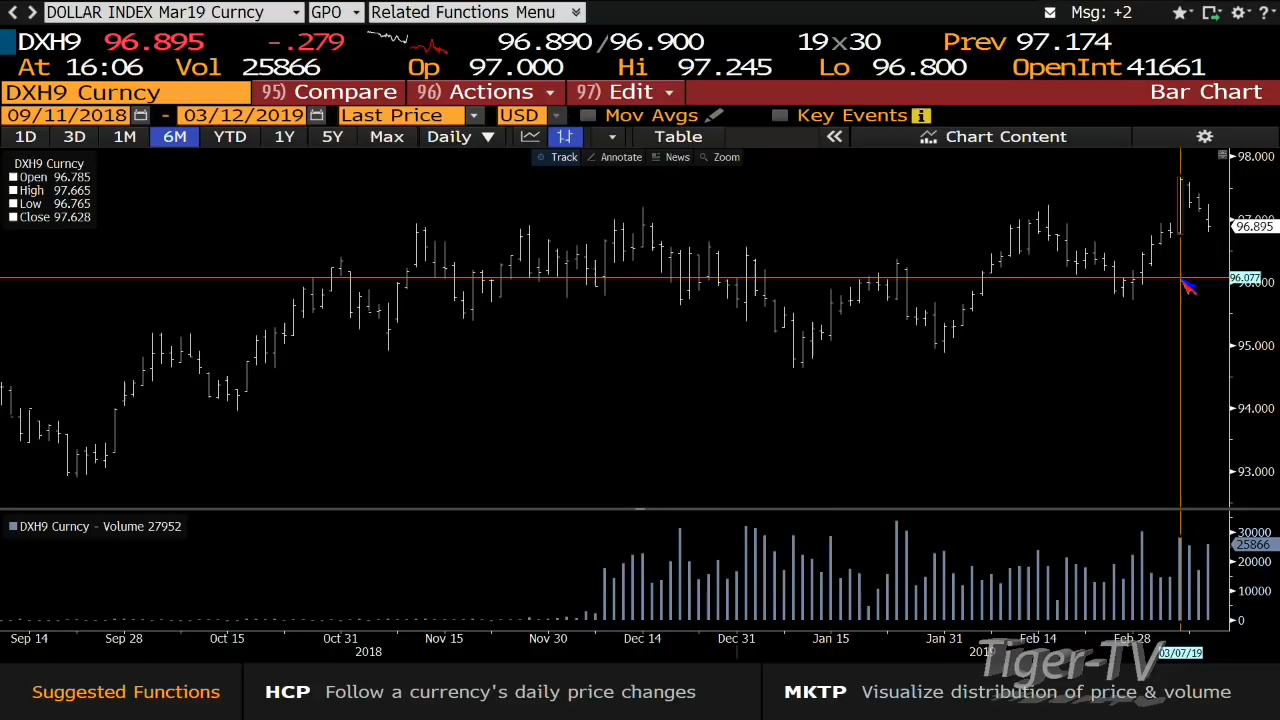 DOLLAR INDEX Mar19 Curncy GPO Related Functions Menu Msg: +2
DXH9 96.895 -.279 96.890/96.900 19x30 Prev 97.174
At 16:06 Vol 25866 Op 97.000 Hi 97.245 Lo 96.800 OpenInt 41661
DXH9 Curncy 95) Compare 96) Actions 97) Edit Bar Chart
09/11/2018 - 03/12/2019 Last Price USD Mov Avgs Key Events
1D 3D 1M 6M YTD 1Y 5Y Max Daily Table Chart Content
Track Annotate News Zoom
DXH9 Curncy
Open 96.785
High 97.665
Low 96.765
Close 97.628
98.000
97.000
96.895
96.077
96.000
95.000
94.000
93.000
DXH9 Curncy - Volume 27952
30000
25866
20000
10000
0
Sep 14 Sep 28 Oct 15 Oct 31 Nov 15 Nov 30 Dec 14 Dec 31 Jan 15 Jan 31 Feb 14 Feb 28
2018 2019 03/07/19
Tiger-TV
Suggested Functions HCP Follow a currency's daily price changes MKTP Visualize distribution of price & volume